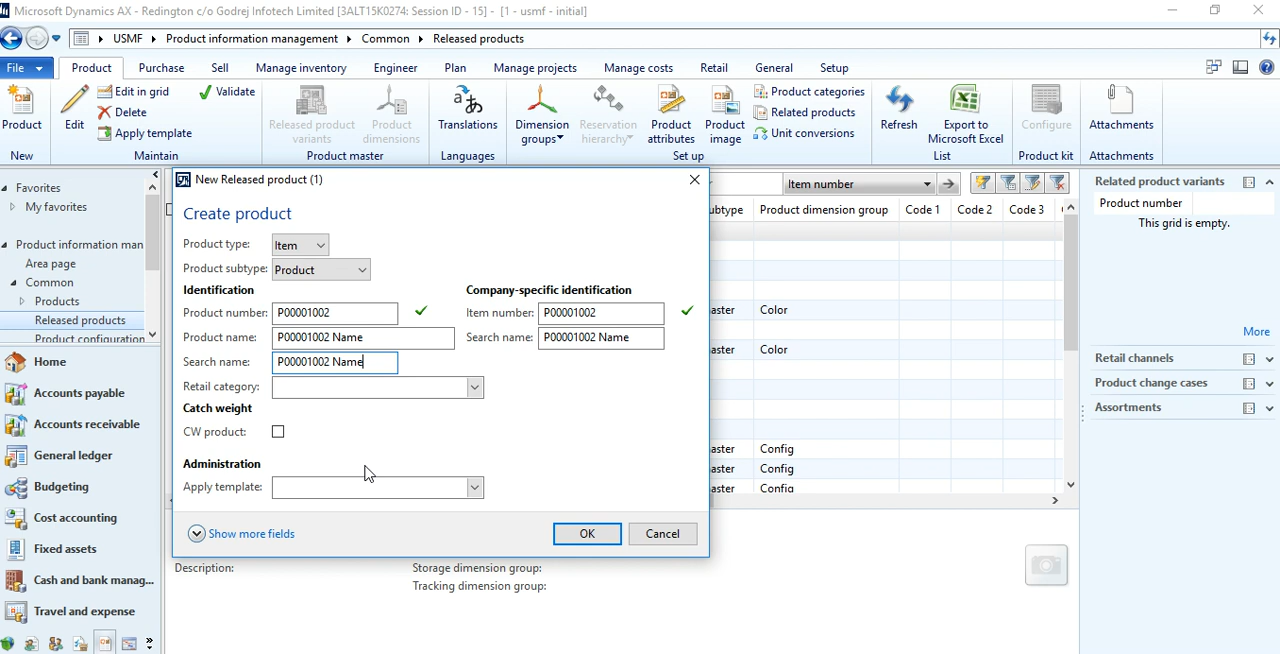 Microsoft Dynamics AX - Redington c/o Godrej Infotech Limited [3ALT15K0274: Session ID - 15] - [1 - usmf - initial]
USMF
Product information management
Common
Released products
File
Product
Purchase
Sell
Manage inventory
Engineer
Plan
Manage projects
Manage costs
Retail
General
Setup
Product
New
Edit
Edit in grid
Delete
Apply template
Validate
Maintain
Released product variants
Product dimensions
Product master
Translations
Languages
Dimension groups
Reservation hierarchy
Product attributes
Product image
Product categories
Related products
Unit conversions
Set up
Refresh
Export to Microsoft Excel
List
Configure
Product kit
Attachments
Attachments
Favorites
My favorites
Product information man
Area page
Common
Products
Released products
Product configuration
Home
Accounts payable
Accounts receivable
General ledger
Budgeting
Cost accounting
Fixed assets
Cash and bank manag...
Travel and expense
New Released product (1)
Create product
Product type: Item
Product subtype: Product
Identification
Product number: P00001002
Product name: P00001002 Name
Search name: P00001002 Name
Retail category:
Company-specific identification
Item number: P00001002
Search name: P00001002 Name
Catch weight
CW product:
Administration
Apply template:
Show more fields
OK
Cancel
Item number
ubtype
Product dimension group
Code 1
Code 2
Code 3
aster Color
aster Color
aster Config
aster Config
aster Config
Description:
Storage dimension group:
Tracking dimension group:
Related product variants
Product number
This grid is empty.
More
Retail channels
Product change cases
Assortments